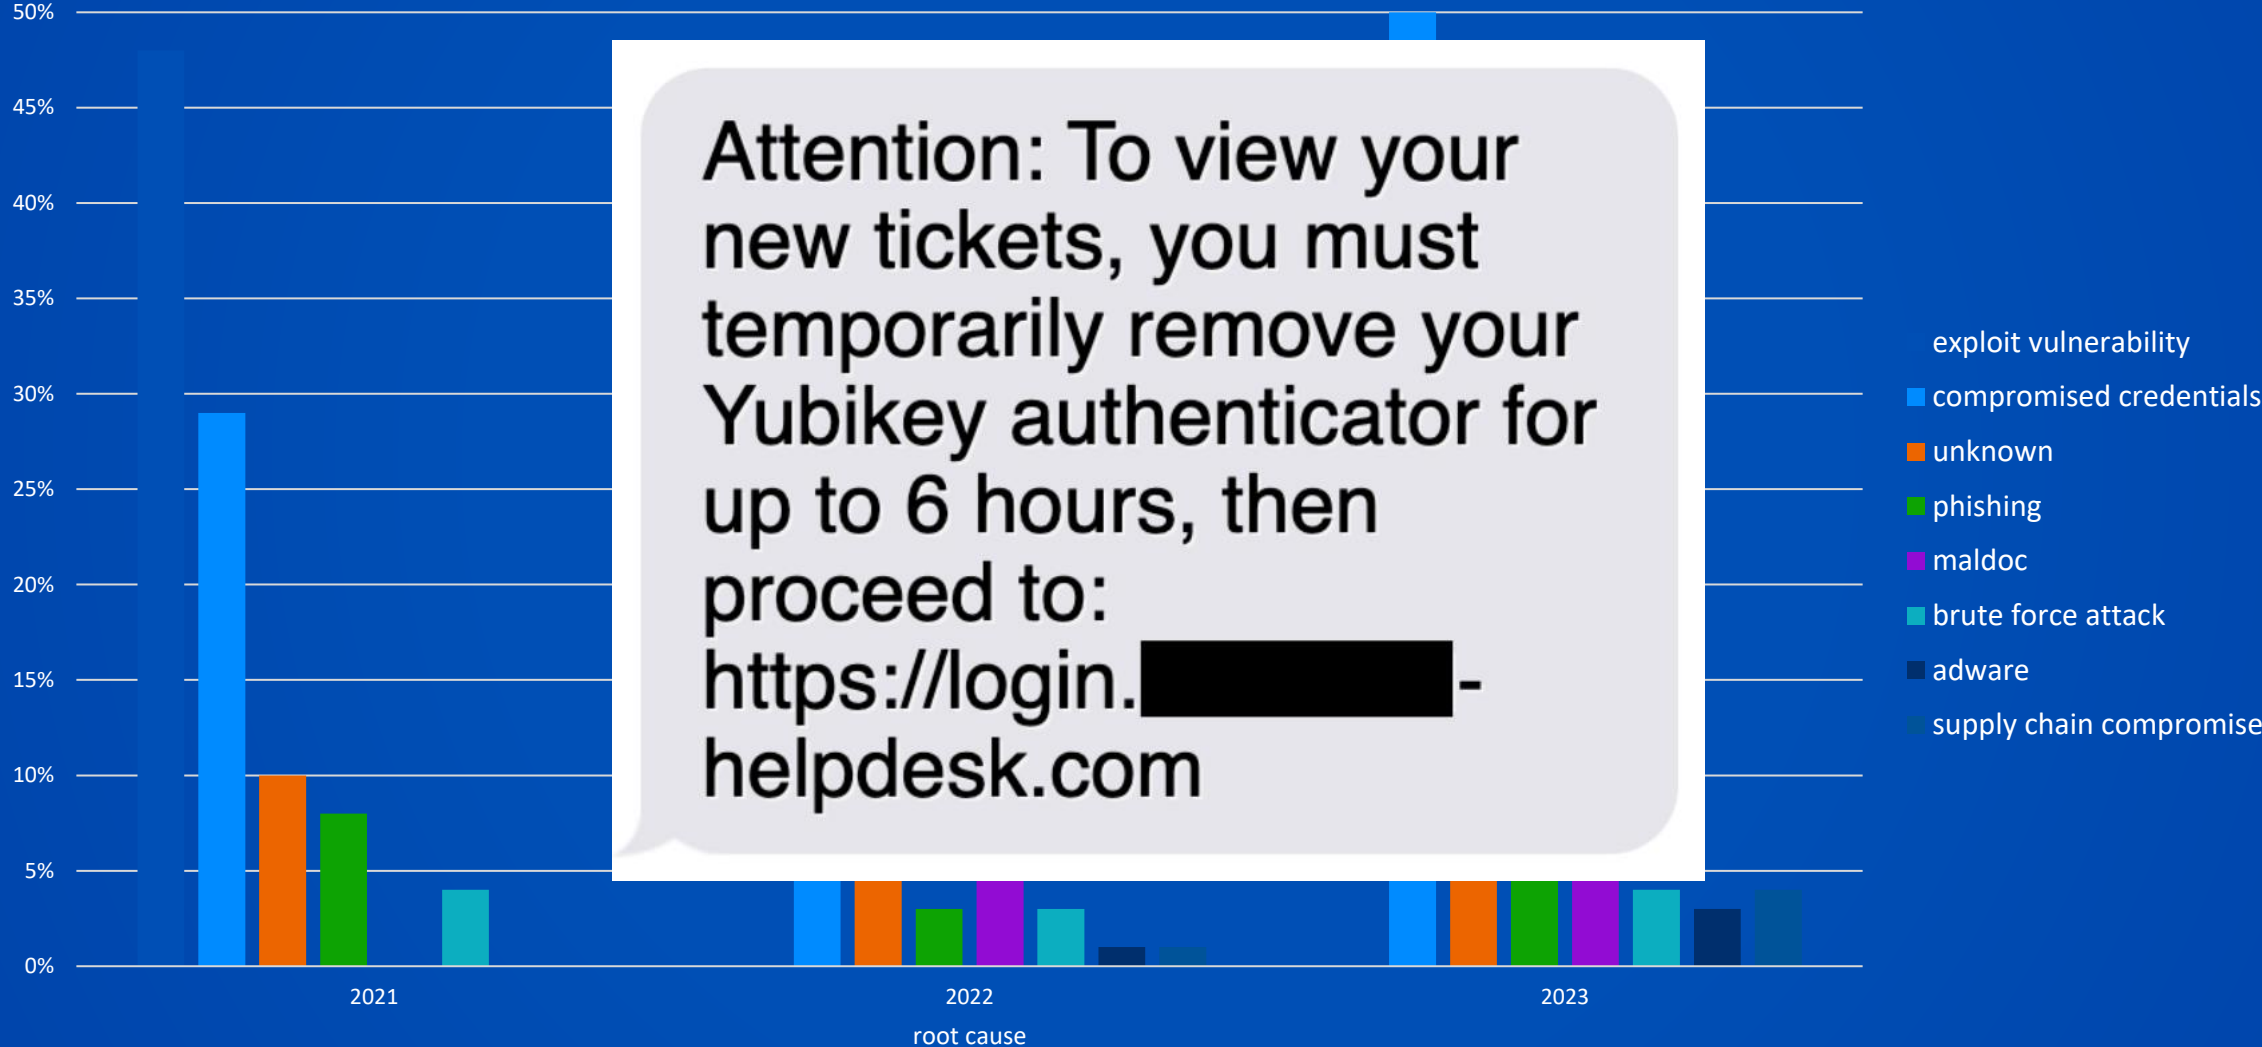 50%
45%
40%
35%
30%
25%
20%
15%
10%
5%
0%
Attention: To view your
new tickets, you must
temporarily remove your
Yubikey authenticator for
up to 6 hours, then
proceed to:
https://login.-
helpdesk.com
2021
2022
2023
root cause
exploit vulnerability
compromised credentials
unknown
phishing
maldoc
brute force attack
adware
supply chain compromise